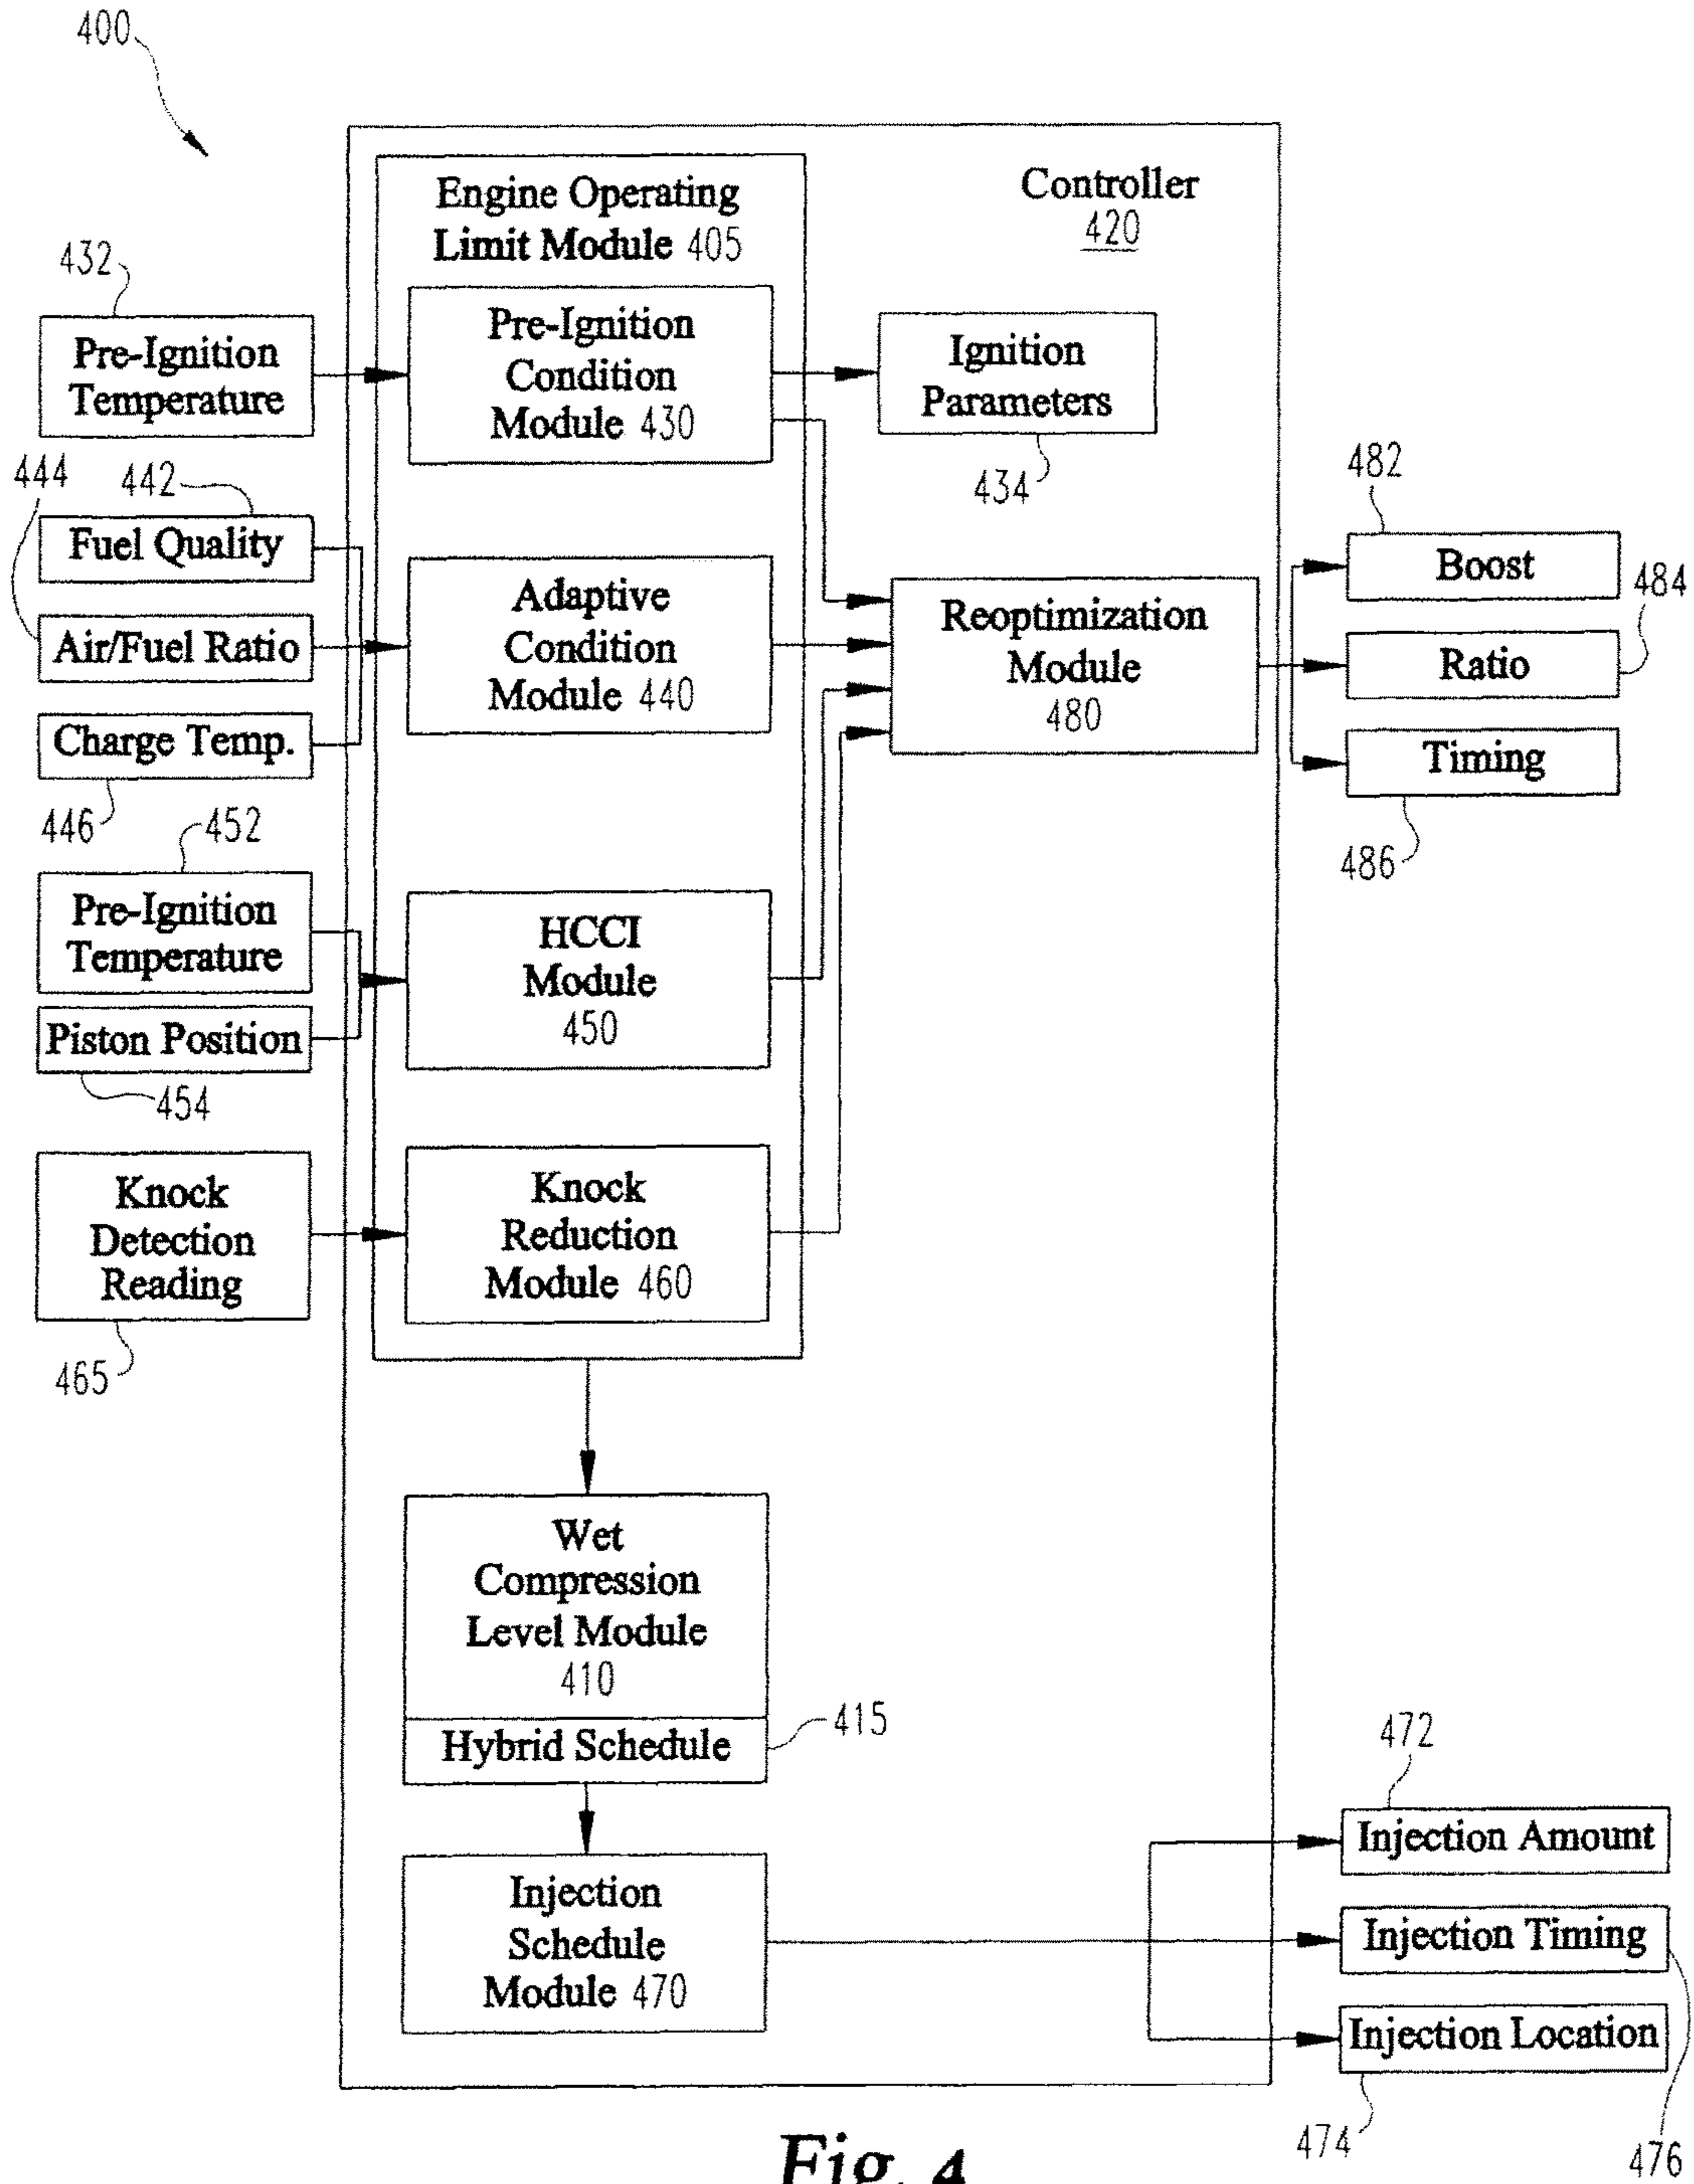 400
Controller
420
Engine Operating
Limit Module 405
432
Pre-Ignition
Temperature
Pre-Ignition
Condition
Module 430
Ignition
Parameters
434
444
442
Fuel Quality
Air/Fuel Ratio
Charge Temp.
446
Adaptive
Condition
Module 440
Reoptimization
Module
480
482
Boost
484
Ratio
Timing
486
452
Pre-Ignition
Temperature
Piston Position
454
HCCI
Module
450
Knock
Detection
Reading
465
Knock
Reduction
Module 460
Wet
Compression
Level Module
410
Hybrid Schedule
415
Injection
Schedule
Module 470
472
Injection Amount
Injection Timing
Injection Location
474
476
Fig. 4